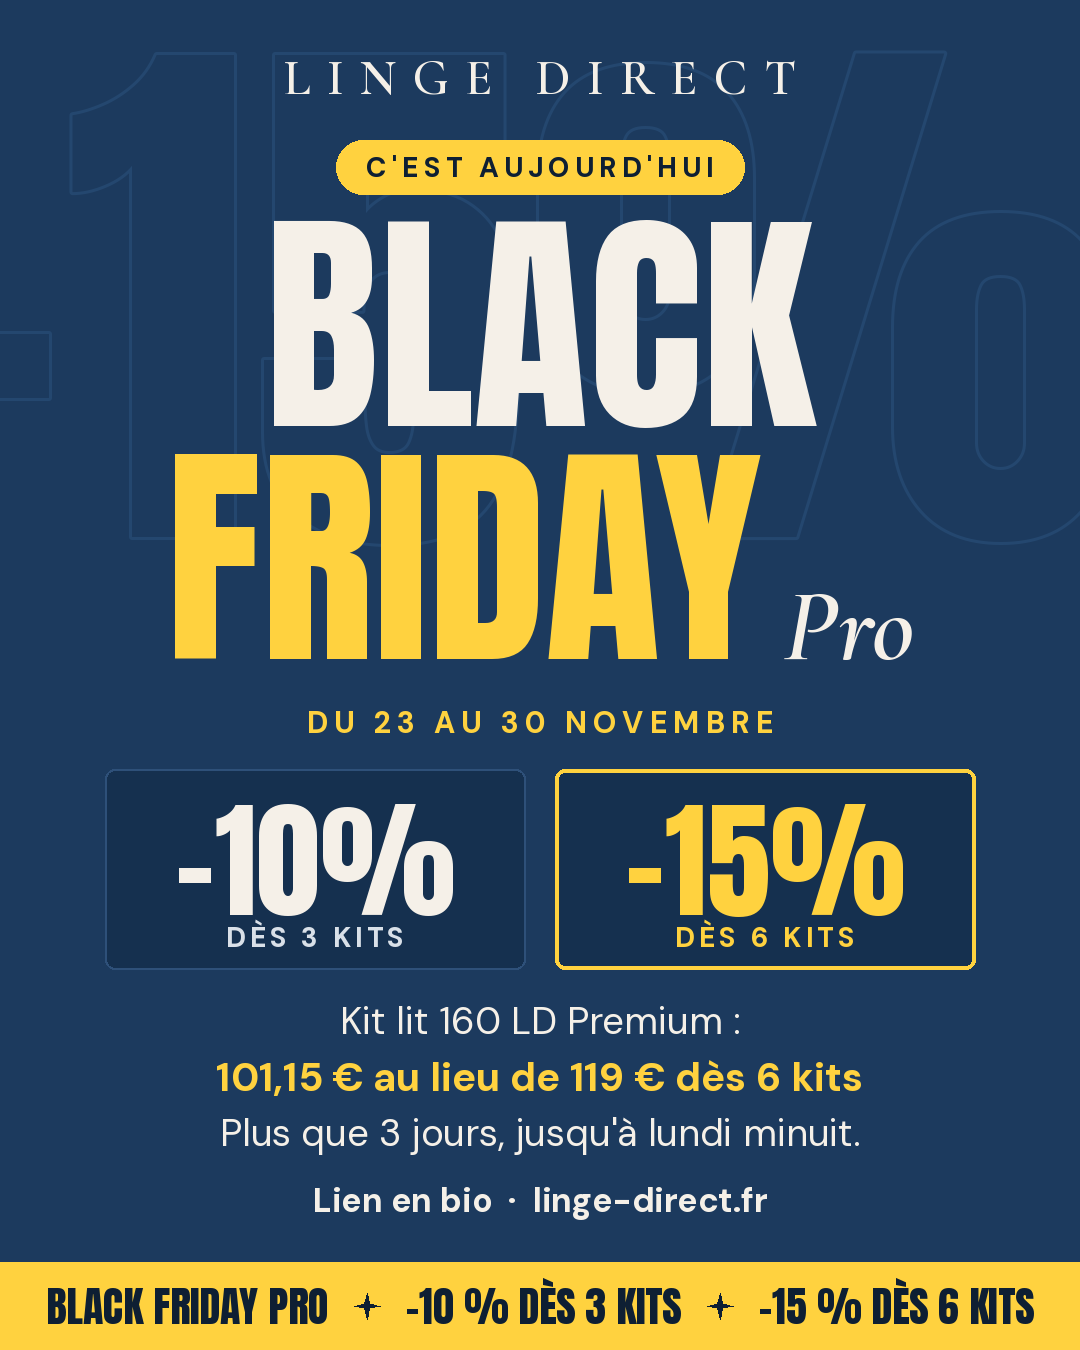 LINGE DIRECT
C'EST AUJOURD'HUI
BLACK
FRIDAY Pro
DU 23 AU 30 NOVEMBRE
-10%
DÈS 3 KITS
-15%
DÈS 6 KITS
Kit lit 160 LD Premium :
101,15 € au lieu de 119 € dès 6 kits
Plus que 3 jours, jusqu'à lundi minuit.
Lien en bio · linge-direct.fr
BLACK FRIDAY PRO ✦ -10 % DÈS 3 KITS ✦ -15 % DÈS 6 KITS
-15%